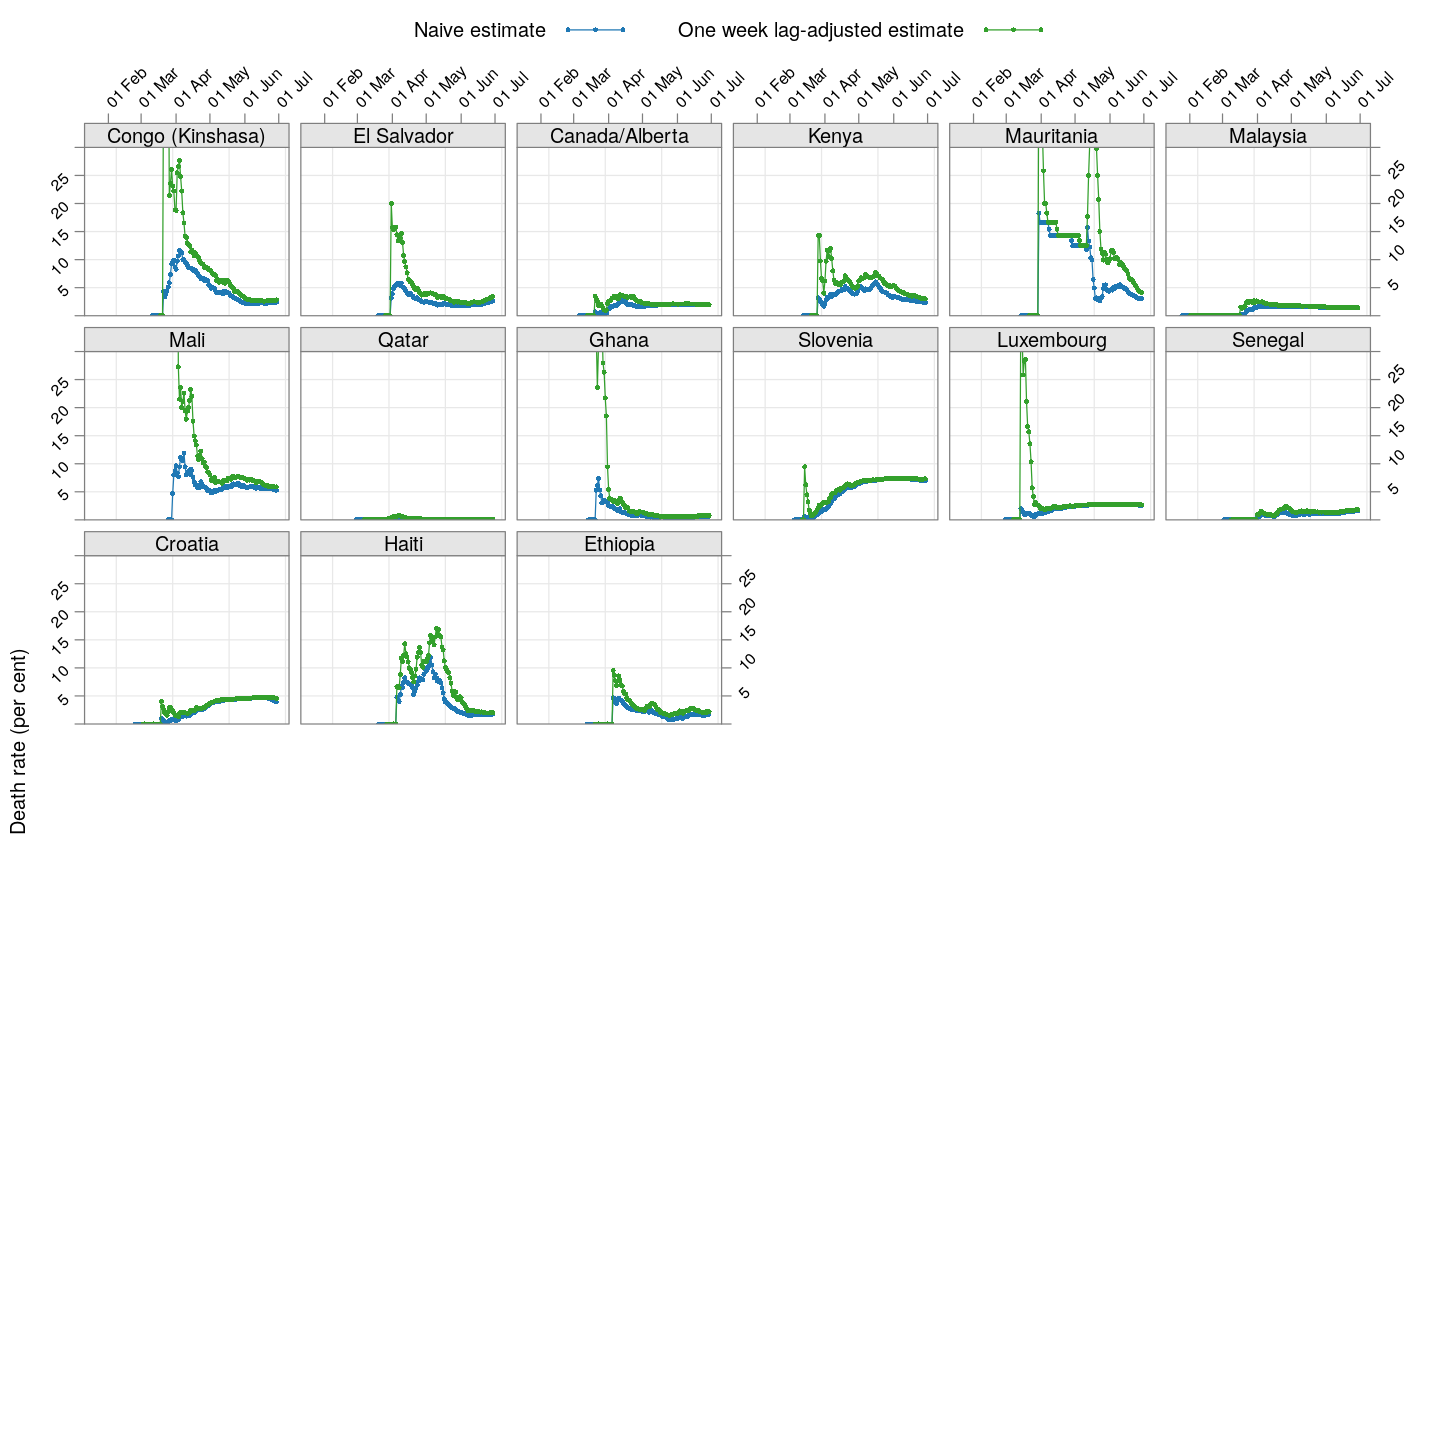 Naive estimate One week lag-adjusted estimate
01 Feb 01 Mar 01 Apr 01 May 01 Jun 01 Jul 01 Feb 01 Mar 01 Apr 01 May 01 Jun 01 Jul 01 Feb 01 Mar 01 Apr 01 May 01 Jun 01 Jul 01 Feb 01 Mar 01 Apr 01 May 01 Jun 01 Jul 01 Feb 01 Mar 01 Apr 01 May 01 Jun 01 Jul 01 Feb 01 Mar 01 Apr 01 May 01 Jun 01 Jul
Congo (Kinshasa) El Salvador Canada/Alberta Kenya Mauritania Malaysia
25 25
20 20
15 15
10 10
5 5
Mali Qatar Ghana Slovenia Luxembourg Senegal
25 25
20 20
15 15
10 10
5 5
Croatia Haiti Ethiopia
25 25
20 20
15 15
10 10
5 5
Death rate (per cent)